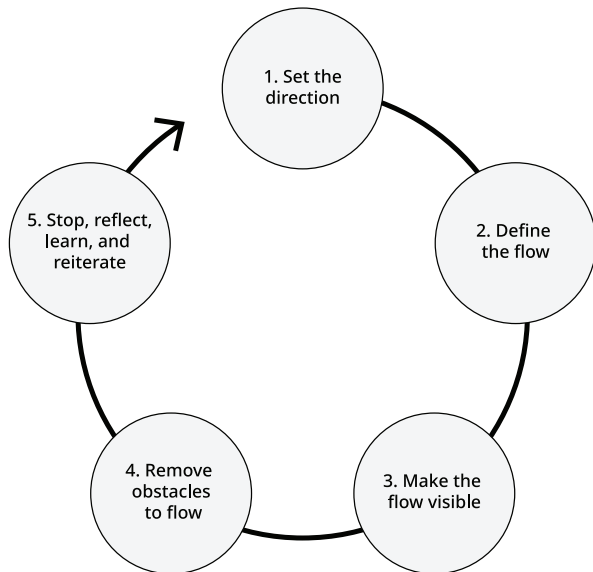 1. Set the
direction
2. Define
the flow
3. Make the
flow visible
4. Remove
obstacles
to flow
5. Stop, reflect,
learn, and
reiterate